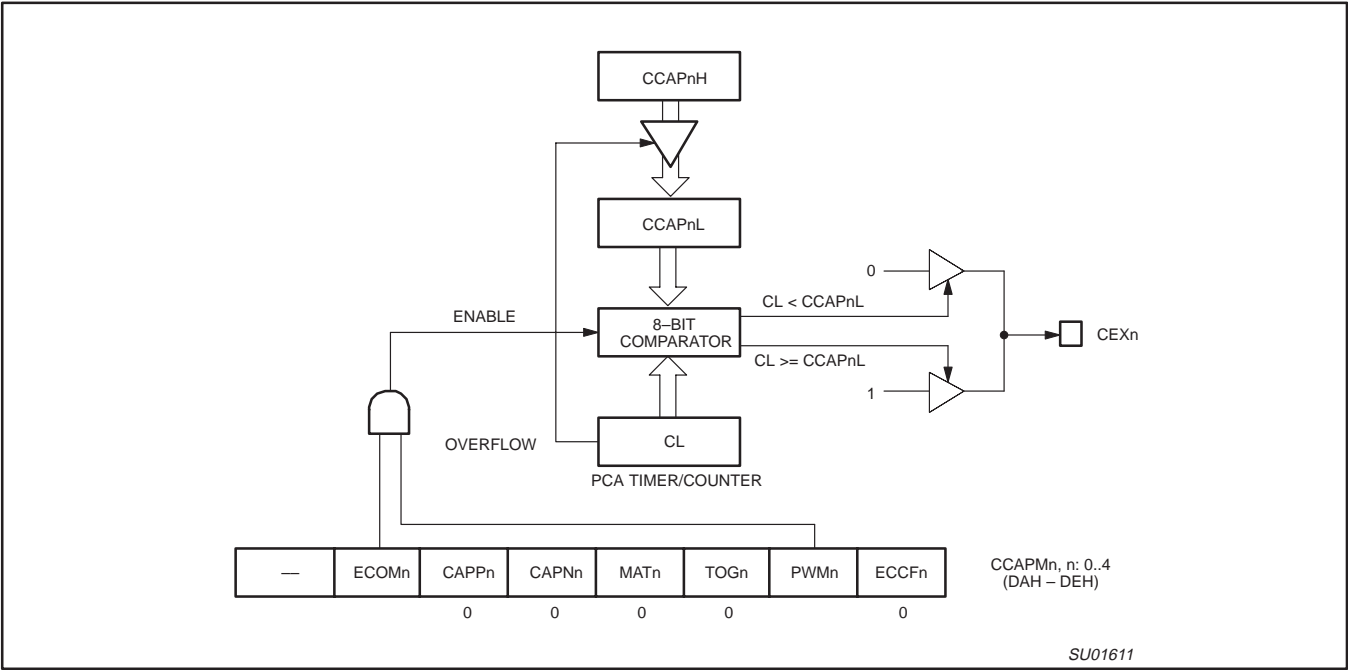 CCAPnH
CCAPnL
0
CL < CCAPnL
ENABLE
8–BIT
COMPARATOR
CEXn
CL >= CCAPnL
1
OVERFLOW
CL
PCA TIMER/COUNTER
— ECOMn CAPPn CAPNn MATn TOGn PWMn ECCFn
CCAPMn, n: 0..4
(DAH – DEH)
0 0 0 0 0
SU01611